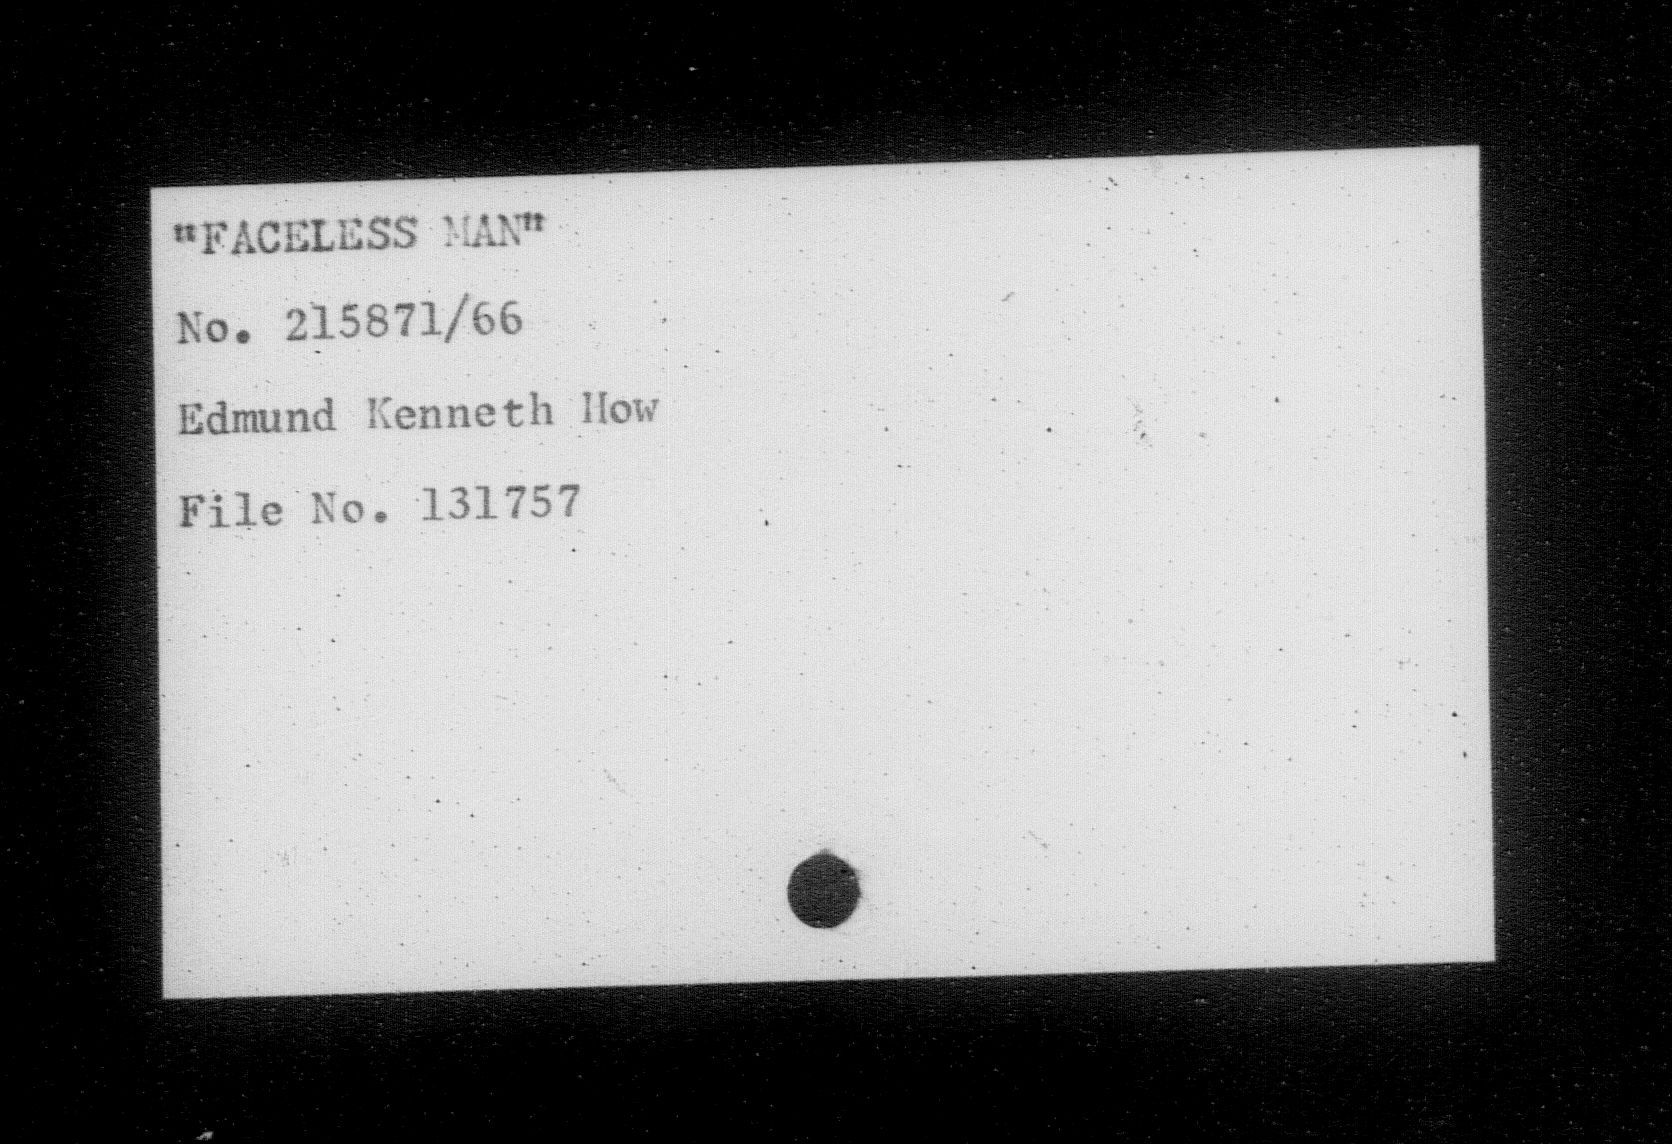 "FACELESS MAN"
No. 215871/66
Edmund Kenneth How
File No. 131757